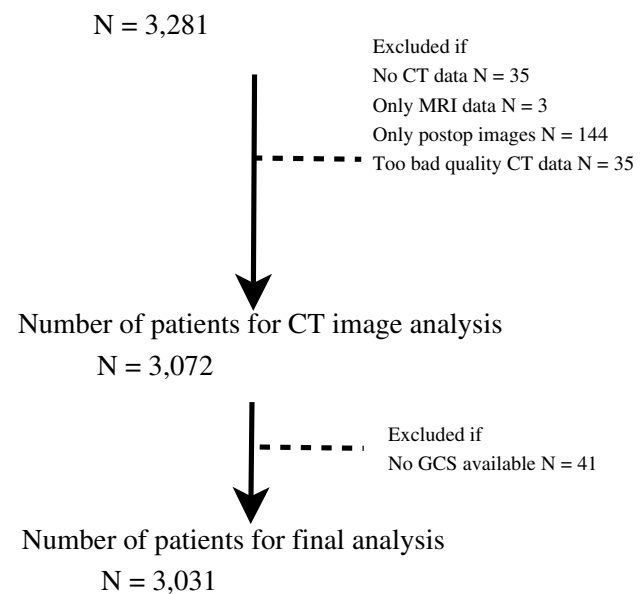 N = 3,281
Excluded if
No CT data N = 35
Only MRI data N = 3
Only postop images N = 144
Too bad quality CT data N = 35
Number of patients for CT image analysis
N = 3,072
Excluded if
No GCS available N = 41
Number of patients for final analysis
N = 3,031